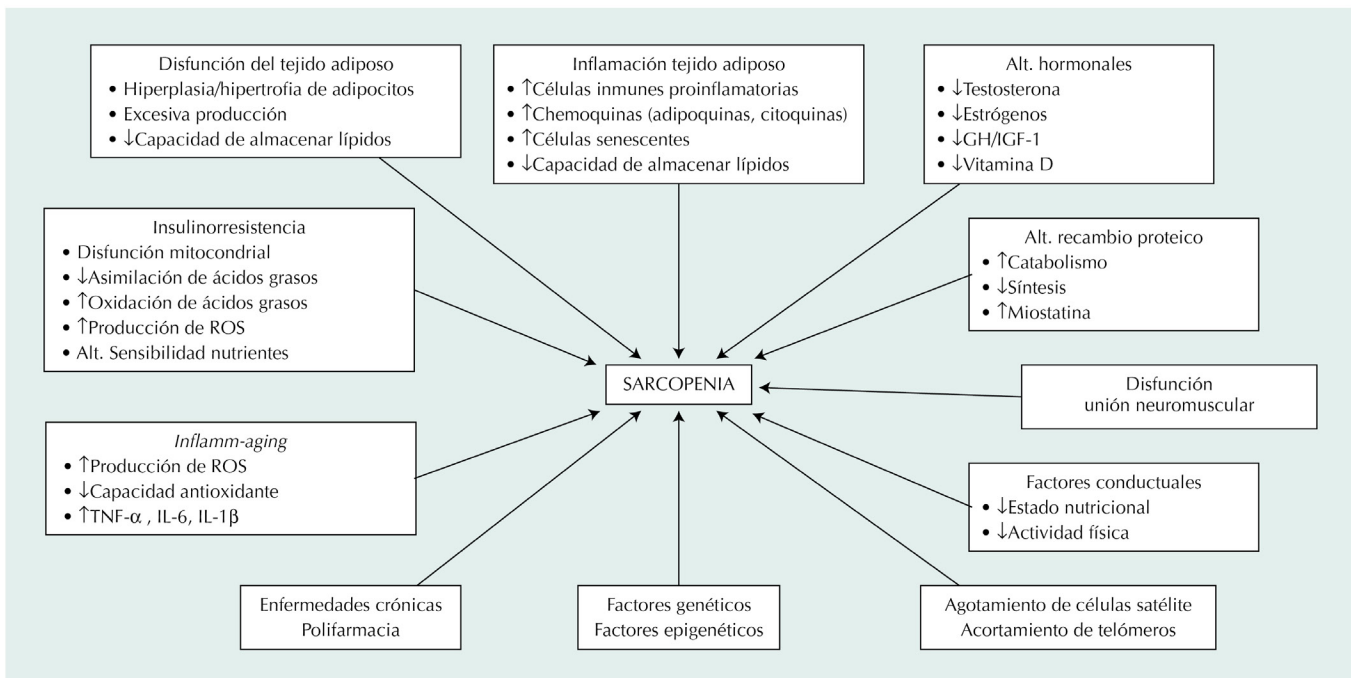 Disfunción del tejido adiposo
• Hiperplasia/hipertrofia de adipocitos
• Excesiva producción
• ↓Capacidad de almacenar lípidos
Inflamación tejido adiposo
• ↑Células inmunes proinflamatorias
• ↑Chemoquinas (adipoquinas, citoquinas)
• ↑Células senescentes
• ↓Capacidad de almacenar lípidos
Alt. hormonales
• ↓Testosterona
• ↓Estrógenos
• ↓GH/IGF-1
• ↓Vitamina D
Insulinorresistencia
• Disfunción mitocondrial
• ↓Asimilación de ácidos grasos
• ↑Oxidación de ácidos grasos
• ↑Producción de ROS
• Alt. Sensibilidad nutrientes
Alt. recambio proteico
• ↑Catabolismo
• ↓Síntesis
• ↑Miostatina
SARCOPENIA
Disfunción
unión neuromuscular
Inflamm-aging
• ↑Producción de ROS
• ↓Capacidad antioxidante
• ↑TNF-α , IL-6, IL-1β
Factores conductuales
• ↓Estado nutricional
• ↓Actividad física
Enfermedades crónicas
Polifarmacia
Factores genéticos
Factores epigenéticos
Agotamiento de células satélite
Acortamiento de telómeros